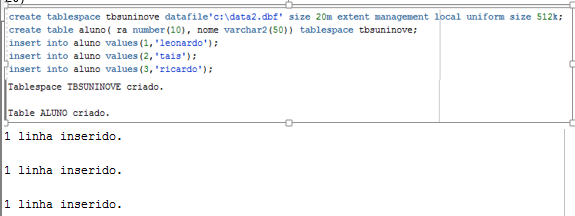 create tablespace tbsuninove datafile'c:\data2.dbf' size 20m extent management local uniform size 512k;
create table aluno( ra number(10), nome varchar2(50)) tablespace tbsuninove;
insert into aluno values(1,'leonardo');
insert into aluno values(2,'tais');
insert into aluno values(3,'ricardo');
Tablespace TBSUNINOVE criado.
Table ALUNO criado.
1 linha inserido.
1 linha inserido.
1 linha inserido.